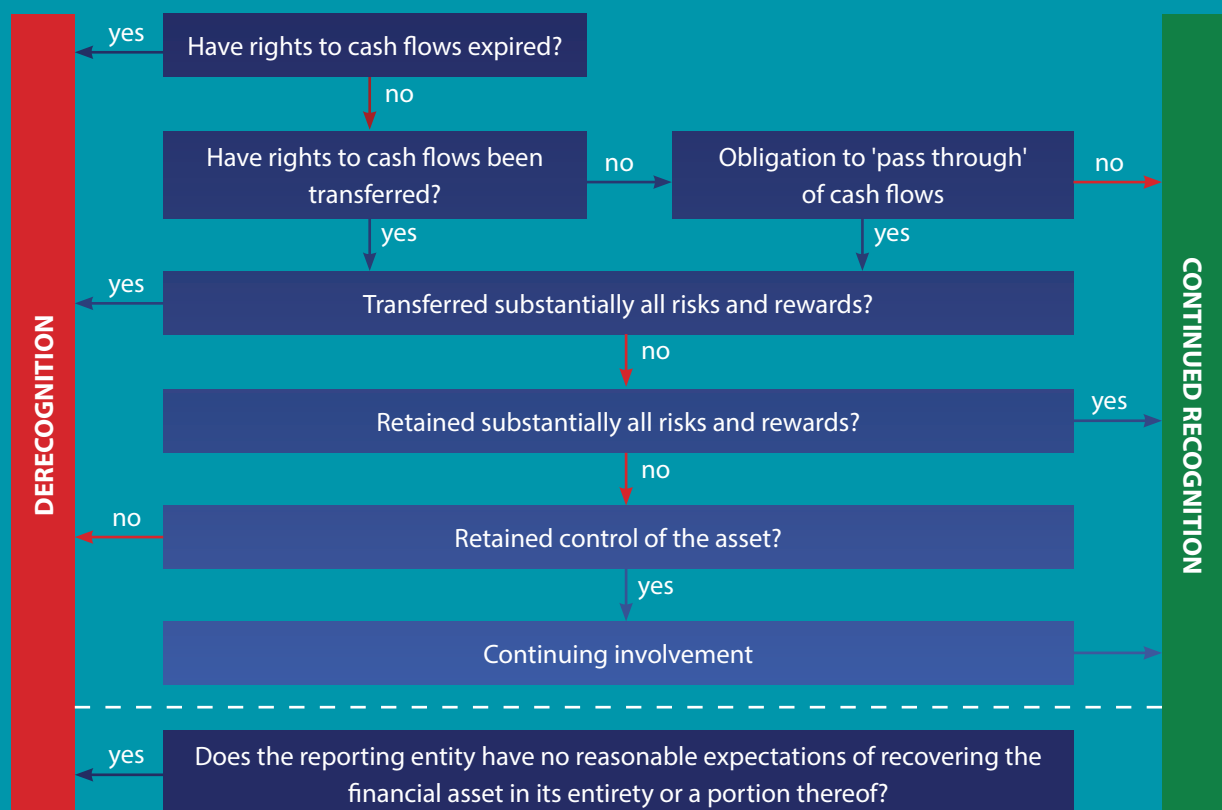 yes
Have rights to cash flows expired?
no
Have rights to cash flows been
transferred?
no
Obligation to 'pass through'
of cash flows
no
yes
yes
yes
Transferred substantially all risks and rewards?
no
Retained substantially all risks and rewards?
yes
no
no
Retained control of the asset?
yes
Continuing involvement
DERECOGNITION
CONTINUED RECOGNITION
yes
Does the reporting entity have no reasonable expectations of recovering the
financial asset in its entirety or a portion thereof?